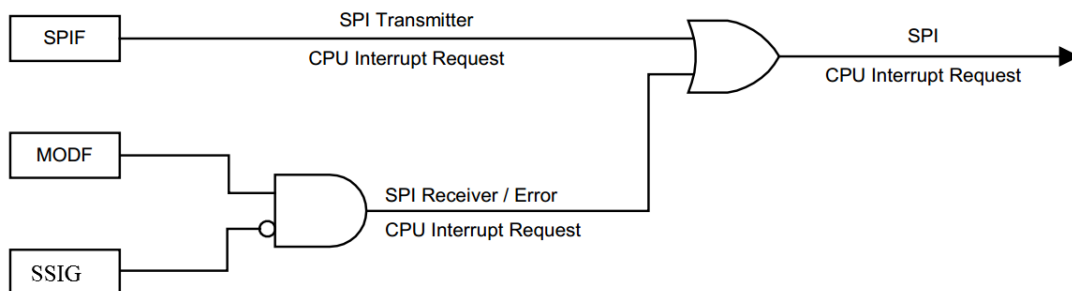 SPIF
SPI Transmitter
CPU Interrupt Request
SPI
CPU Interrupt Request
MODF
SPI Receiver / Error
CPU Interrupt Request
SSIG